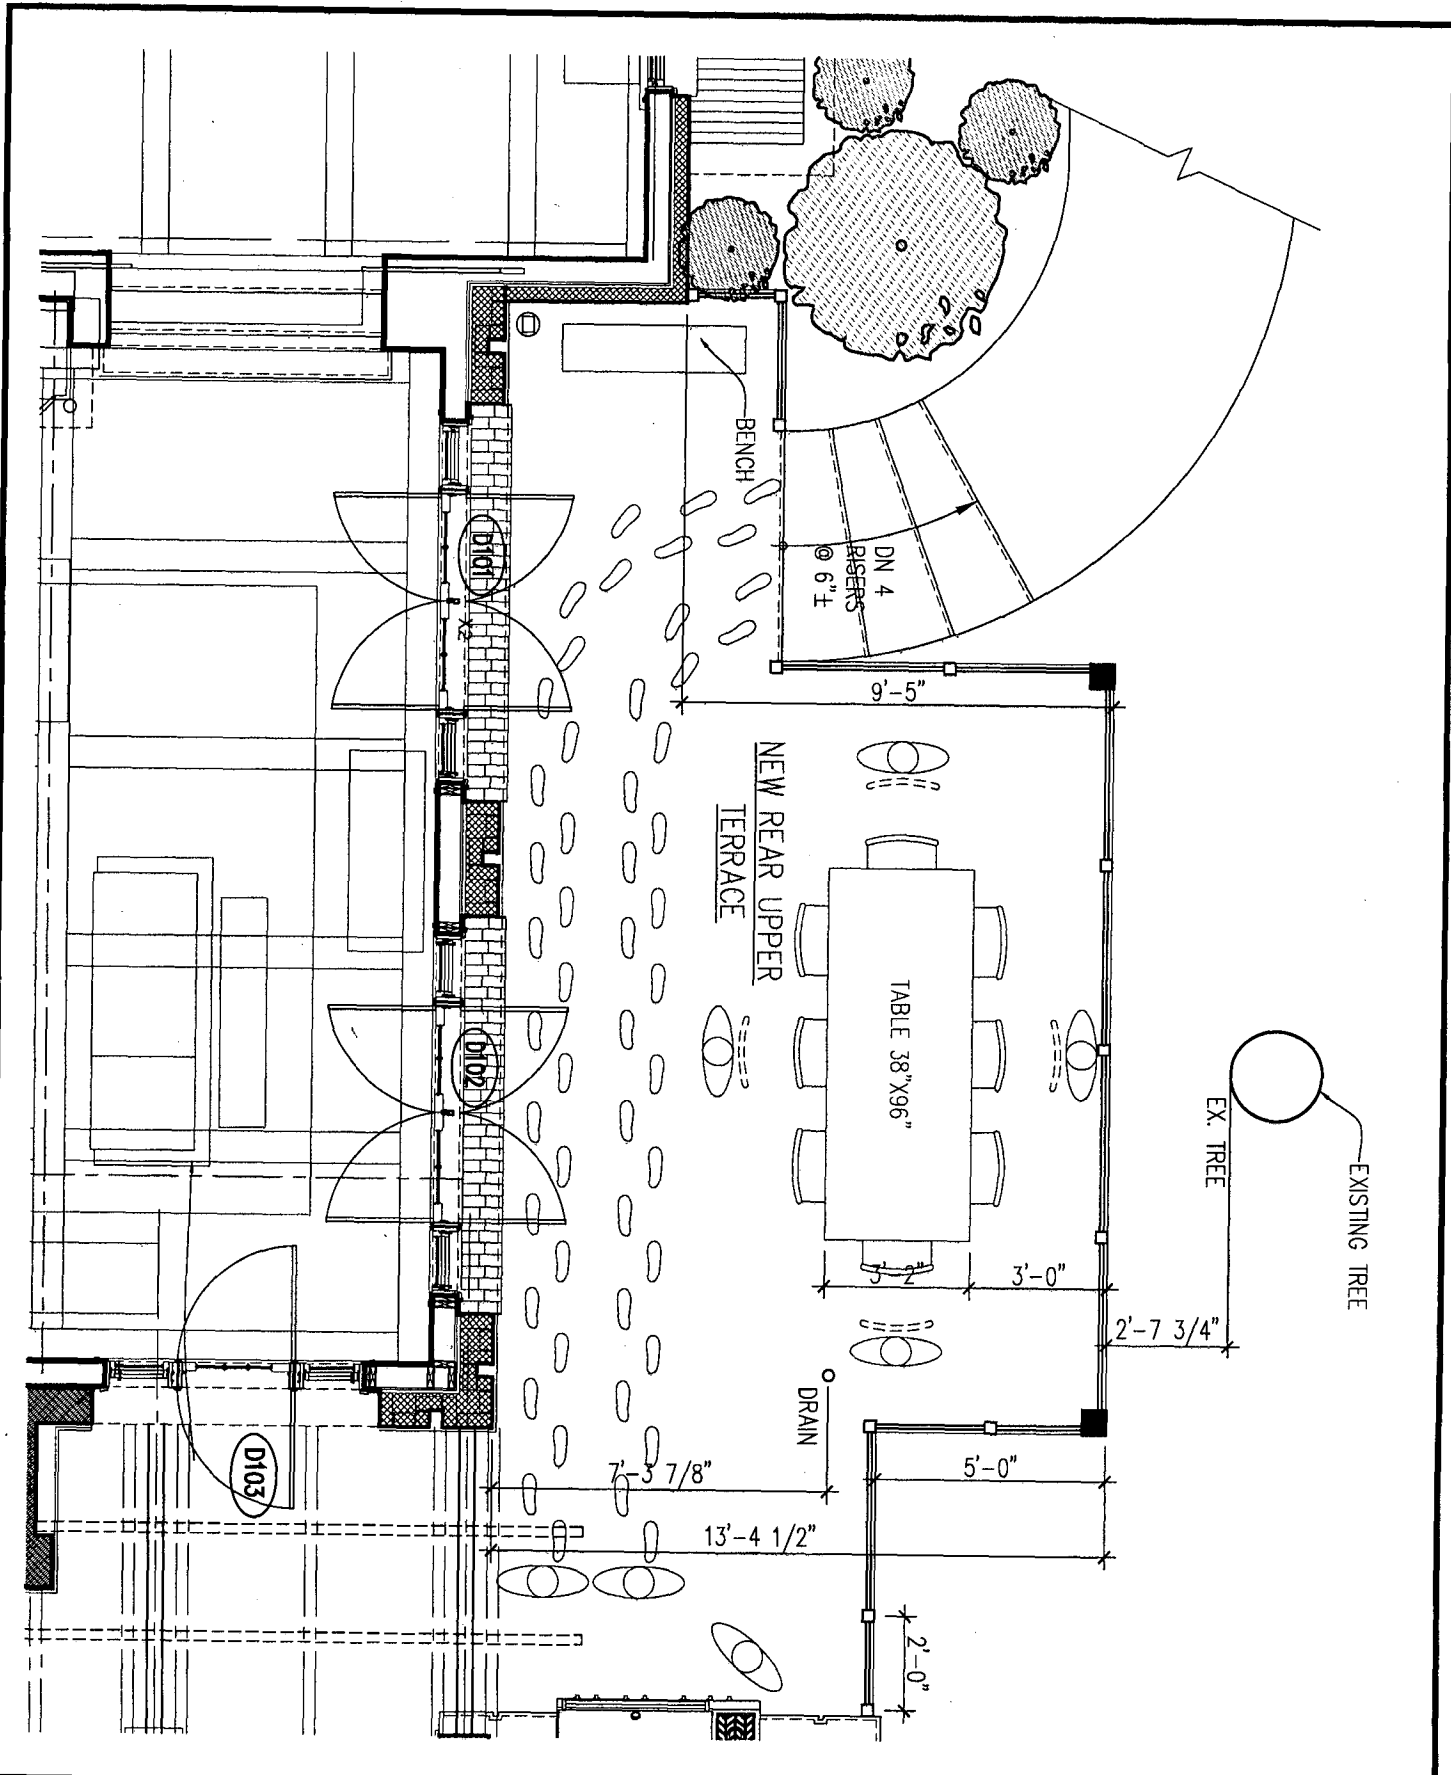 BENCH
DN 4
RISERS
@ 6"±
D101
X2
9'-5"
NEW REAR UPPER
TERRACE
TABLE 38"X96"
D102
EX. TREE
EXISTING TREE
3'-2"
3'-0"
2'-7 3/4"
DRAIN
D103
7'-3 7/8"
5'-0"
13'-4 1/2"
2'-0"